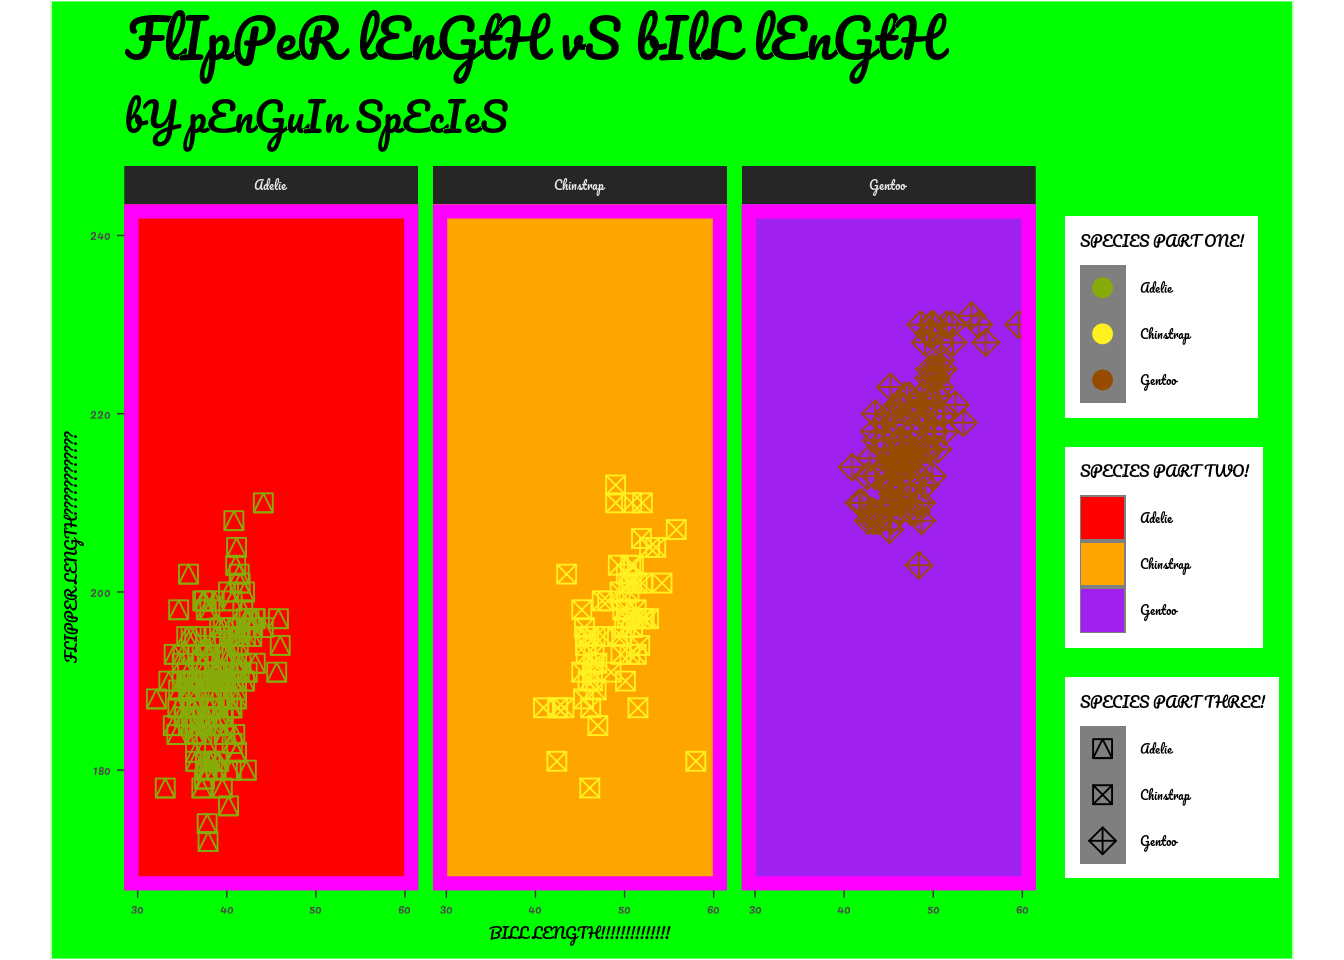 FlIpPeR lEnGtH vS bIlL lEnGtH
bY pEnGuIn SpEcIeS
Adelie
Chinstrap
Gentoo
240
220
200
180
FLIPPER LENGTH????????????
30 40 50 60
30 40 50 60
30 40 50 60
BILL LENGTH!!!!!!!!!!!!!!
SPECIES PART ONE!
Adelie
Chinstrap
Gentoo
SPECIES PART TWO!
Adelie
Chinstrap
Gentoo
SPECIES PART THREE!
Adelie
Chinstrap
Gentoo